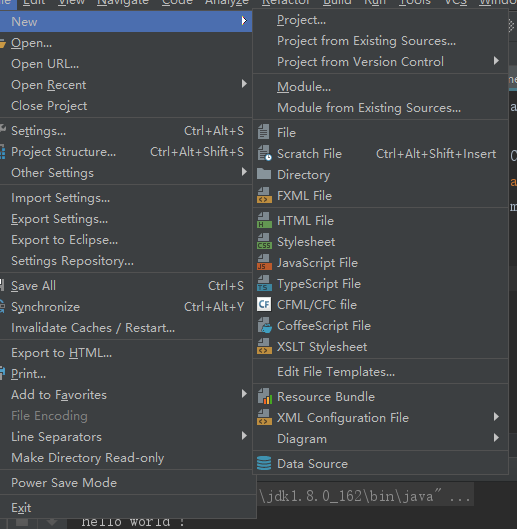 Edit View Navigate Code Analyze Refactor Build Run Tools VCS
New
Open...
Open URL...
Open Recent
Close Project
Settings... Ctrl+Alt+S
Project Structure... Ctrl+Alt+Shift+S
Other Settings
Import Settings...
Export Settings...
Export to Eclipse...
Settings Repository...
Save All Ctrl+S
Synchronize Ctrl+Alt+Y
Invalidate Caches / Restart...
Export to HTML...
Print...
Add to Favorites
File Encoding
Line Separators
Make Directory Read-only
Power Save Mode
Exit
Project...
Project from Existing Sources...
Project from Version Control
Module...
Module from Existing Sources...
File
Scratch File Ctrl+Alt+Shift+Insert
Directory
FXML File
HTML File
Stylesheet
JavaScript File
TypeScript File
CFML/CFC file
CoffeeScript File
XSLT Stylesheet
Edit File Templates...
Resource Bundle
XML Configuration File
Diagram
Data Source
\jdk1.8.0_162\bin\java" ...
hello world !